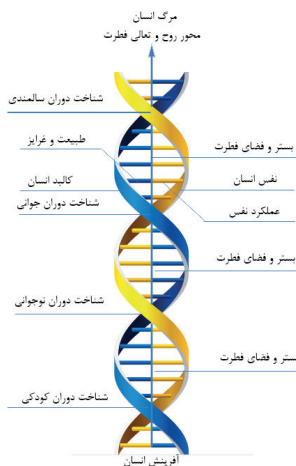 مرگ انسان
محور روح و تعالی فطرت
شناخت دوران سالمندی
بستر و فضای فطرت
طبیعت و غرایز
نفس انسان
کالبد انسان
شناخت دوران جوانی
عملکرد نفس
بستر و فضای فطرت
شناخت دوران نوجوانی
بستر و فضای فطرت
شناخت دوران کودکی
آفرینش انسان